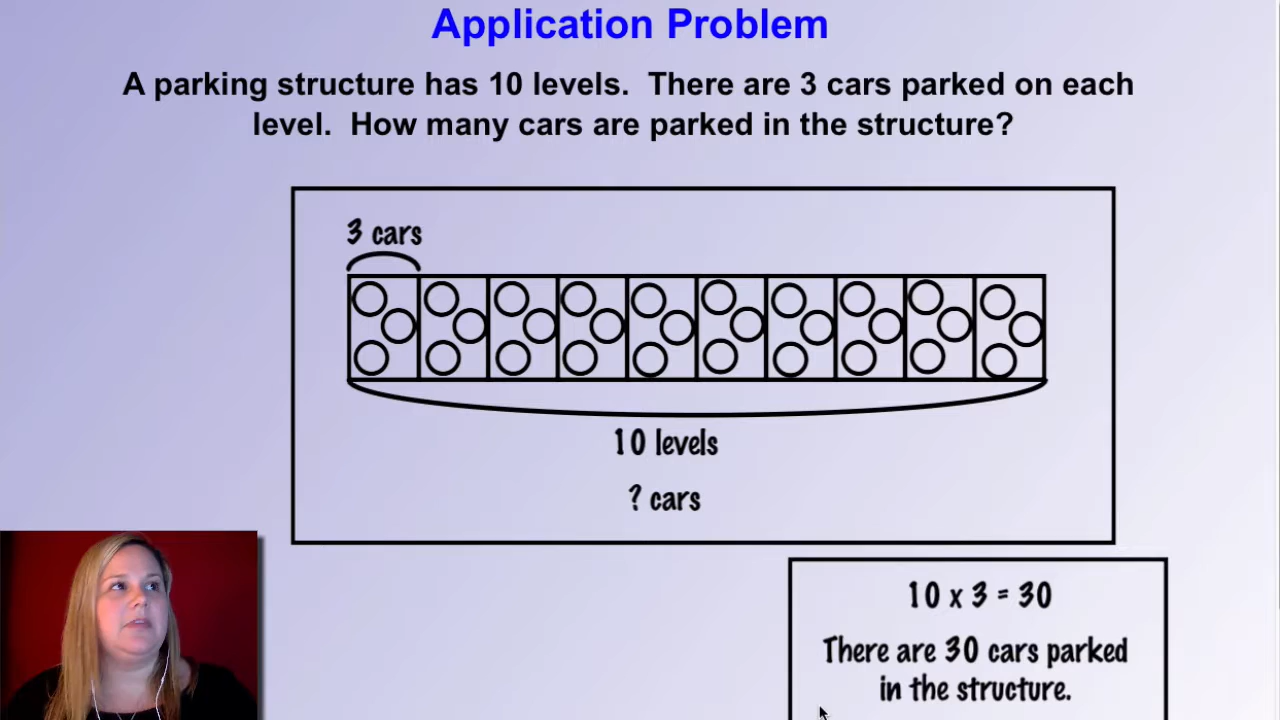 Application Problem
A parking structure has 10 levels. There are 3 cars parked on each
level. How many cars are parked in the structure?
3 cars
10 levels
? cars
10 x 3 = 30
There are 30 cars parked
in the structure.